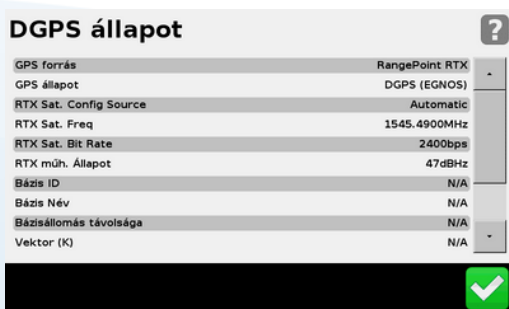 DGPS állapot
?
GPS forrás RangePoint RTX
GPS állapot DGPS (EGNOS)
RTX Sat. Config Source Automatic
RTX Sat. Freq 1545.4900MHz
RTX Sat. Bit Rate 2400bps
RTX műh. Állapot 47dBHz
Bázis ID N/A
Bázis Név N/A
Bázisállomás távolsága N/A
Vektor (K) N/A